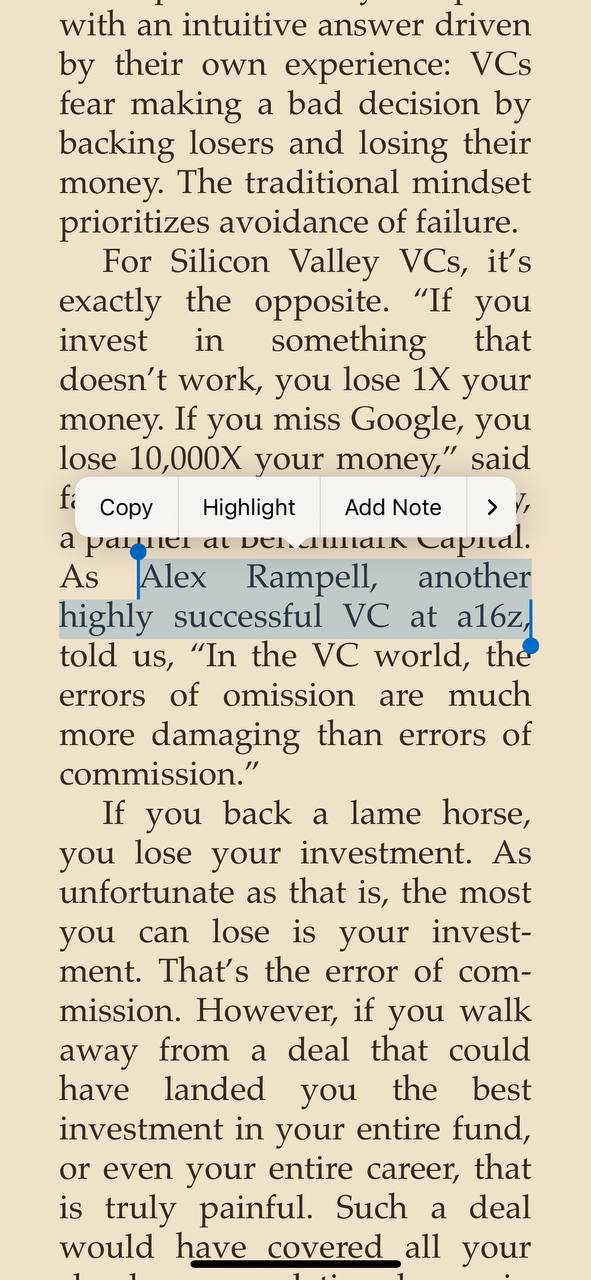 with an intuitive answer driven
by their own experience: VCs
fear making a bad decision by
backing losers and losing their
money. The traditional mindset
prioritizes avoidance of failure.
For Silicon Valley VCs, it’s
exactly the opposite. “If you
invest in something that
doesn’t work, you lose 1X your
money. If you miss Google, you
lose 10,000X your money,” said
Copy Highlight Add Note
a partner at Benchmark Capital.
As Alex Rampell, another
highly successful VC at a16z,
told us, “In the VC world, the
errors of omission are much
more damaging than errors of
commission.”
If you back a lame horse,
you lose your investment. As
unfortunate as that is, the most
you can lose is your invest-
ment. That’s the error of com-
mission. However, if you walk
away from a deal that could
have landed you the best
investment in your entire fund,
or even your entire career, that
is truly painful. Such a deal
would have covered all your